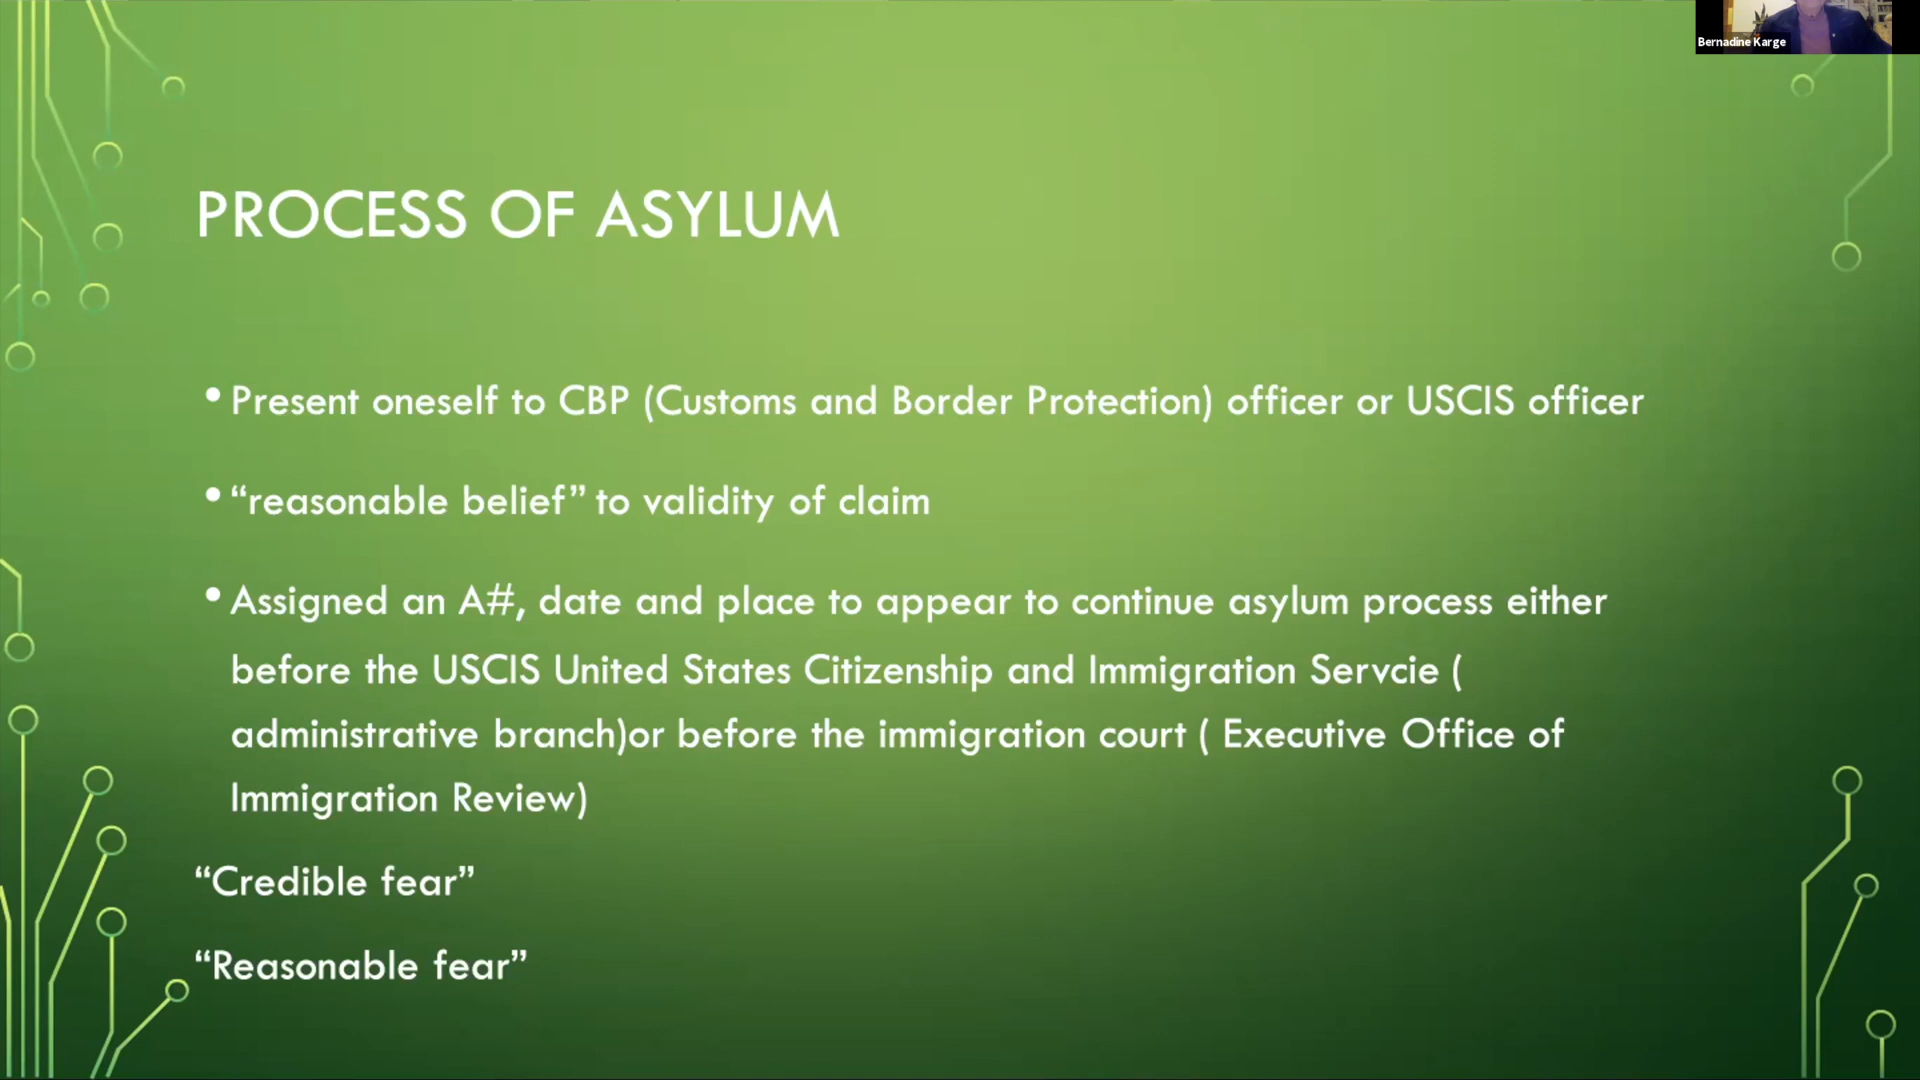 Bernadine Karge
PROCESS OF ASYLUM
• Present oneself to CBP (Customs and Border Protection) officer or USCIS officer
• “reasonable belief” to validity of claim
• Assigned an A#, date and place to appear to continue asylum process either
before the USCIS United States Citizenship and Immigration Servcie (
administrative branch)or before the immigration court ( Executive Office of
Immigration Review)
“Credible fear”
“Reasonable fear”